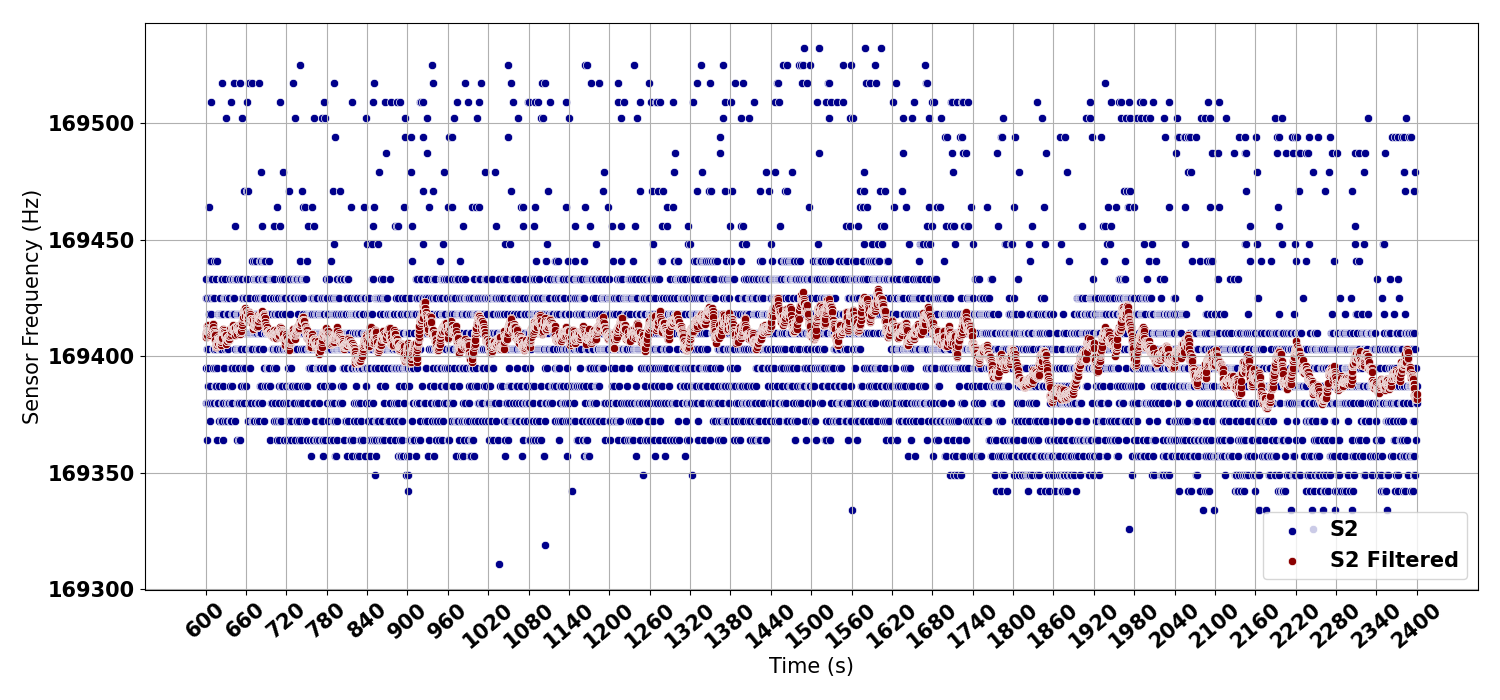 Sensor Frequency (Hz)
169500
169450
169400
169350
169300
600 660 720 780 840 900 960 1020 1080 1140 1200 1260 1320 1380 1440 1500 1560 1620 1680 1740 1800 1860 1920 1980 2040 2100 2160 2220 2280 2340 2400
Time (s)
S2
S2 Filtered